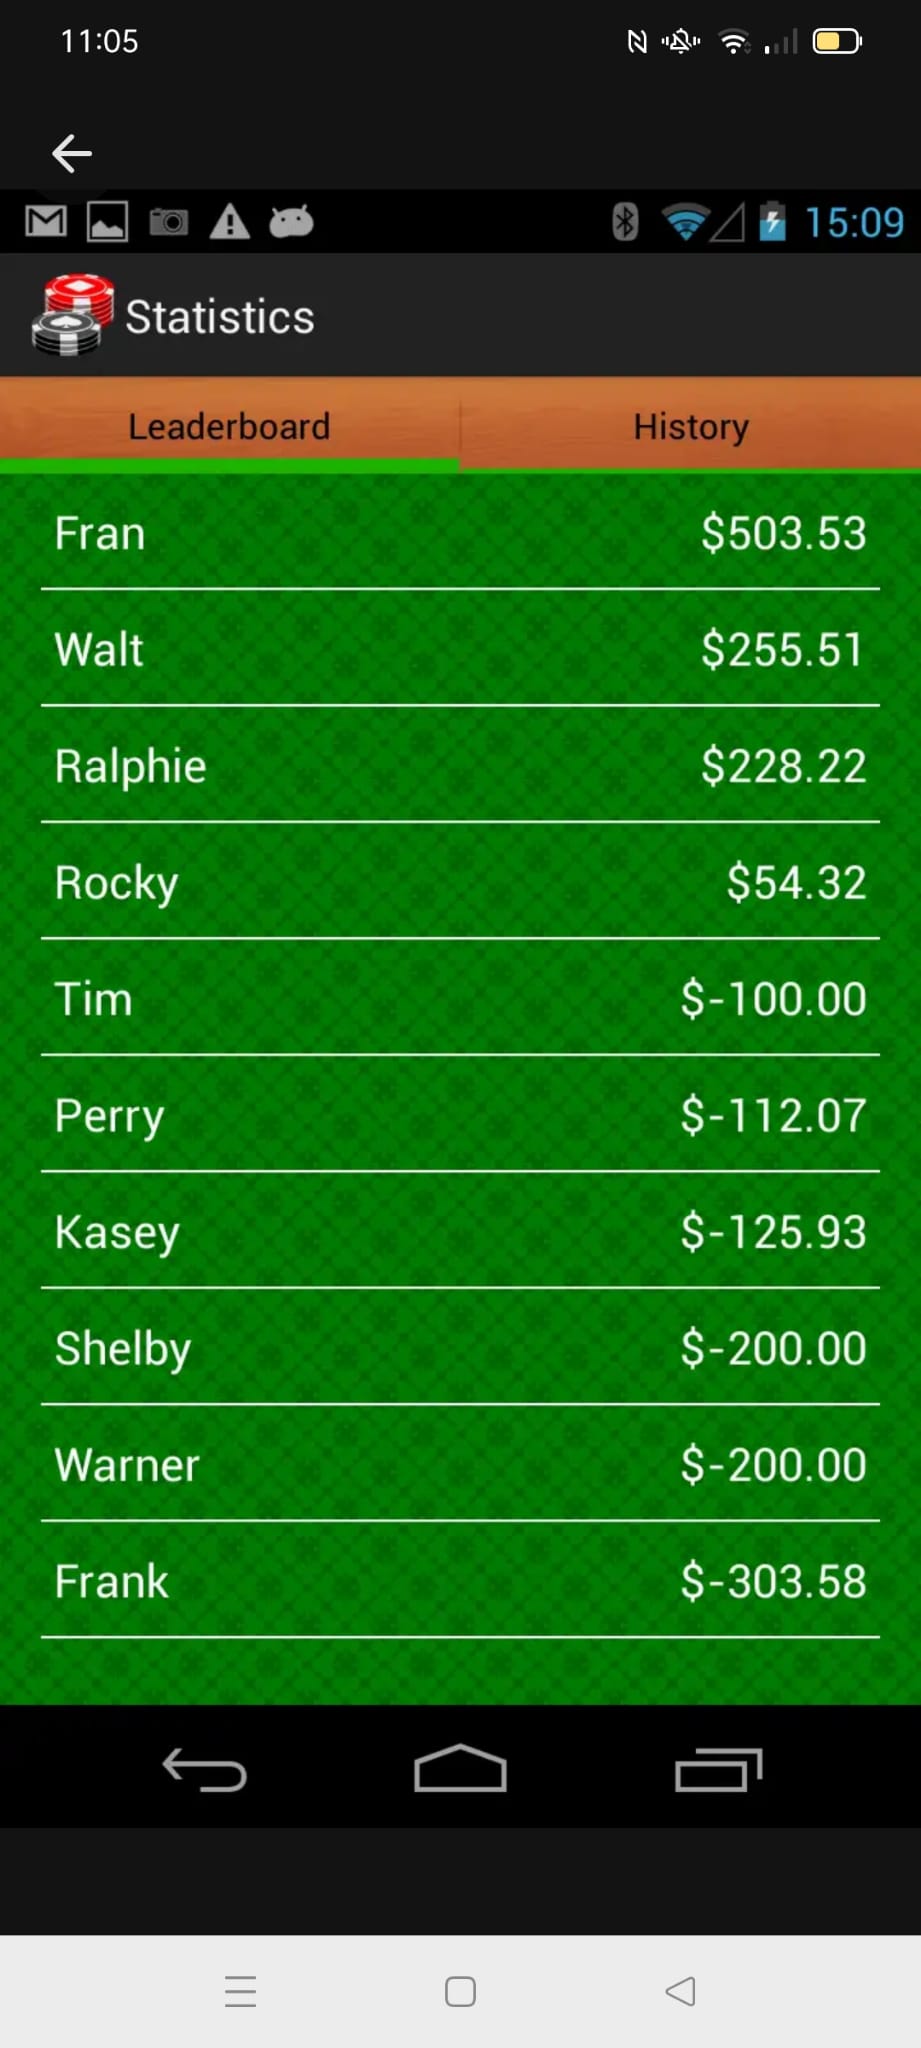 11:05
15:09
Statistics
Leaderboard History
Fran $503.53
Walt $255.51
Ralphie $228.22
Rocky $54.32
Tim $-100.00
Perry $-112.07
Kasey $-125.93
Shelby $-200.00
Warner $-200.00
Frank $-303.58